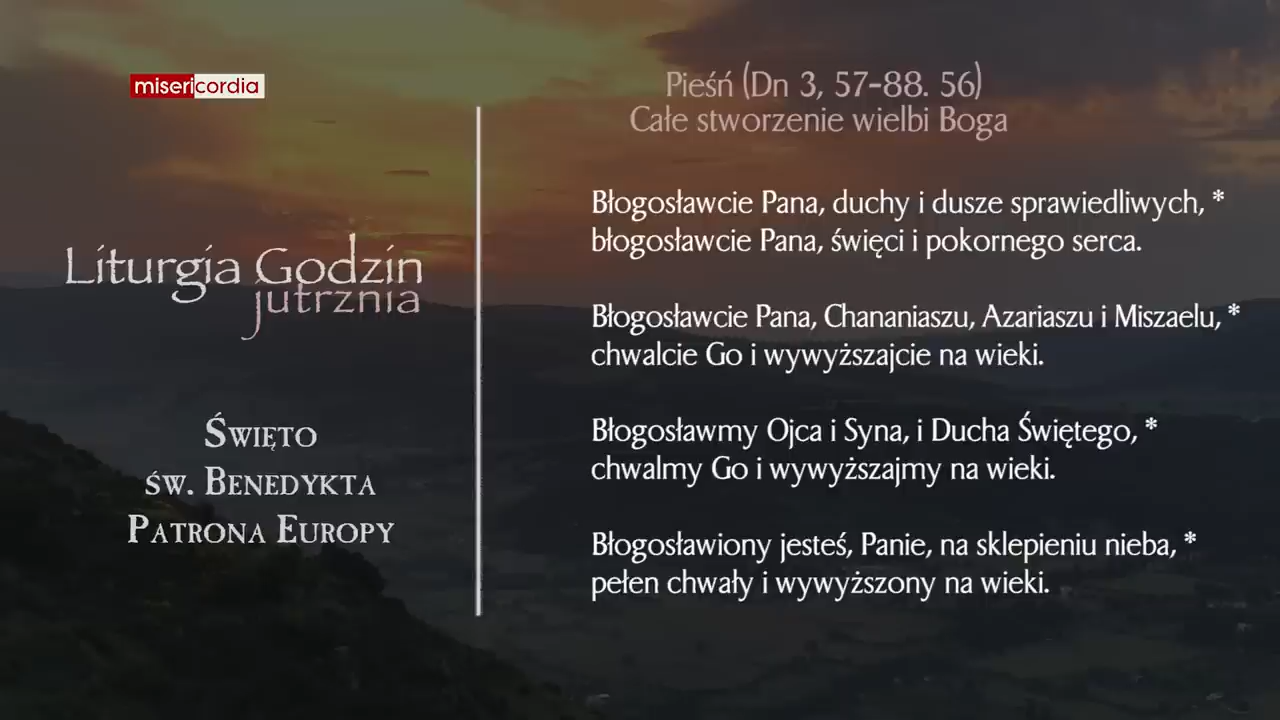 misericordia
Liturgia Godzin
jutrznia
Święto
św. Benedykta
Patrona Europy
Pieśń (Dn 3, 57-88. 56)
Całe stworzenie wielbi Boga
Błogosławcie Pana, duchy i dusze sprawiedliwych, *
błogosławcie Pana, święci i pokornego serca.
Błogosławcie Pana, Chananiaszu, Azariaszu i Miszaelu, *
chwalcie Go i wywyższajcie na wieki.
Błogosławmy Ojca i Syna, i Ducha Świętego, *
chwalmy Go i wywyższajmy na wieki.
Błogosławiony jesteś, Panie, na sklepieniu nieba, *
pełen chwały i wywyższony na wieki.